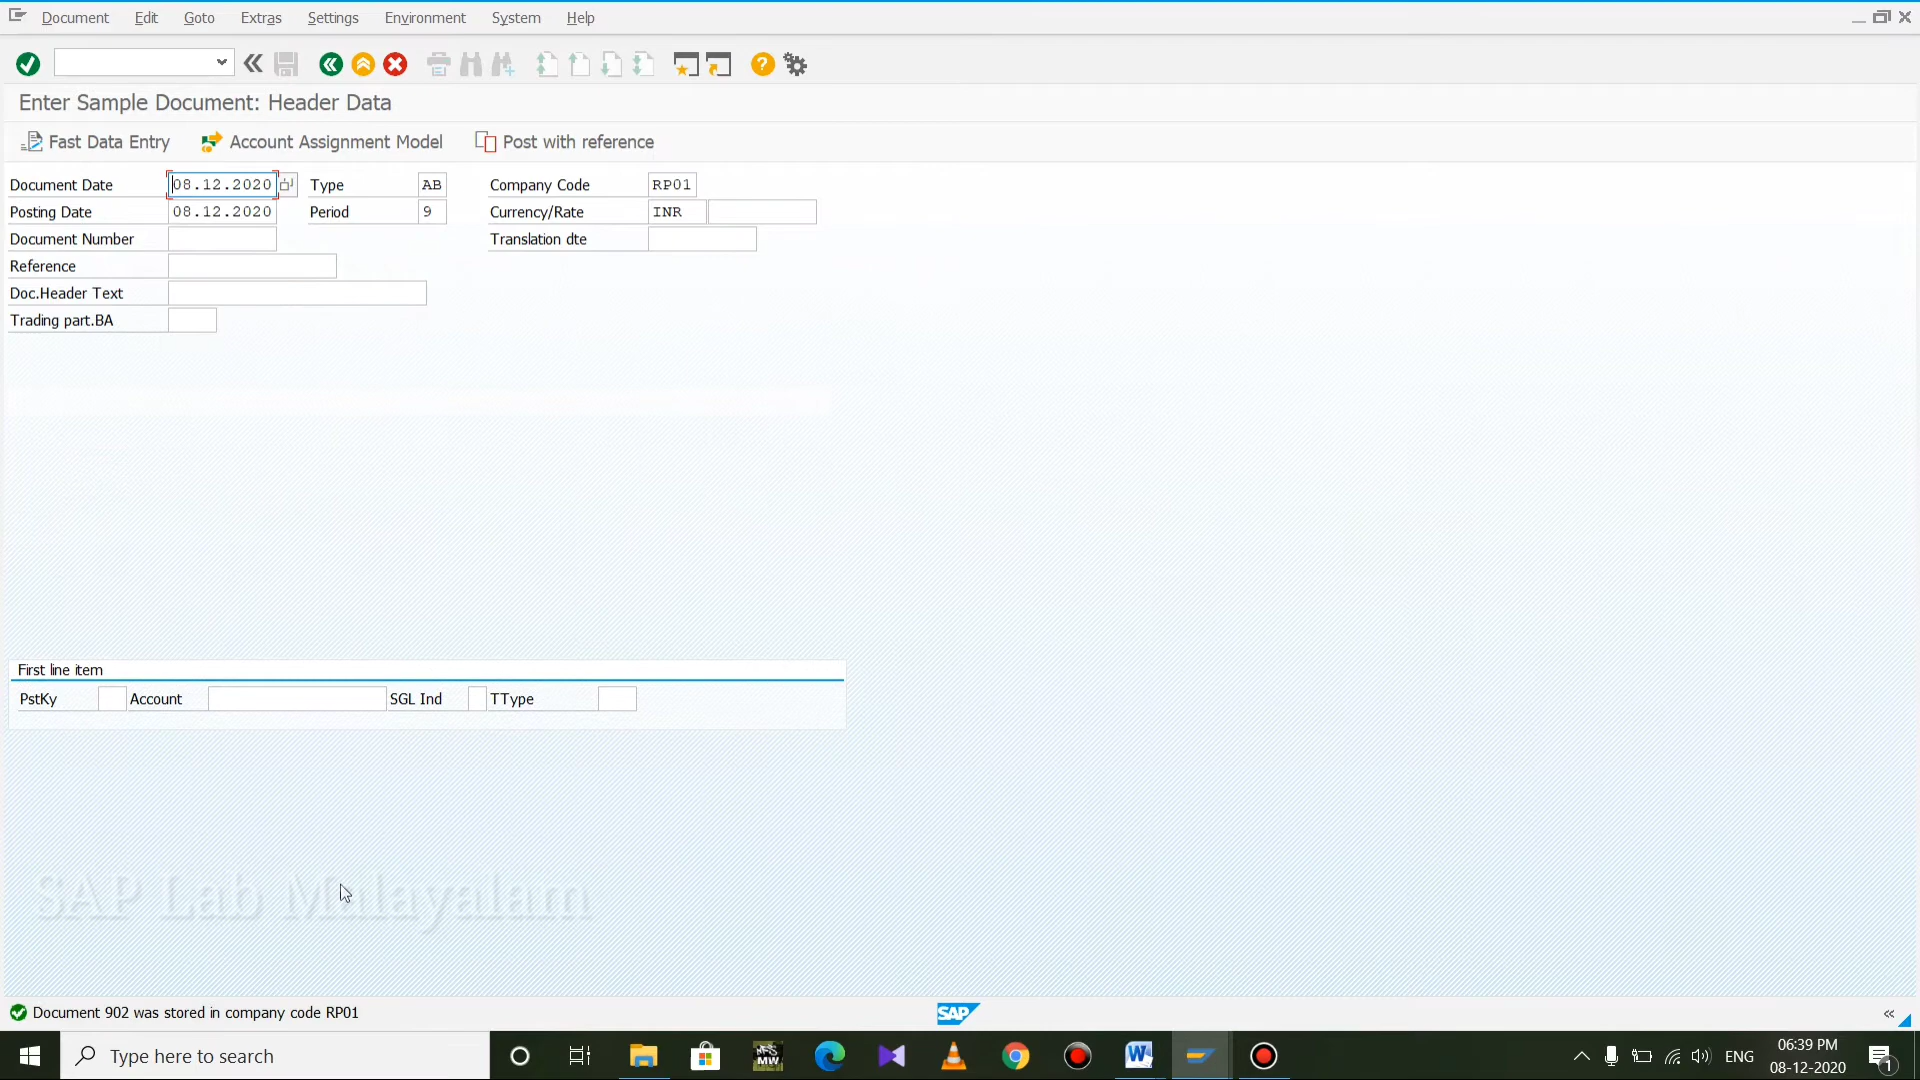 Document Edit Goto Extras Settings Environment System Help
Enter Sample Document: Header Data
Fast Data Entry Account Assignment Model Post with reference
Document Date 08.12.2020 Type AB Company Code RP01
Posting Date 08.12.2020 Period 9 Currency/Rate INR
Document Number Translation dte
Reference
Doc.Header Text
Trading part.BA
First line item
PstKy Account SGL Ind TType
SAP Lab Malayalam
Document 902 was stored in company code RP01 SAP
Type here to search NFS MW W ENG 06:39 PM
08-12-2020 1